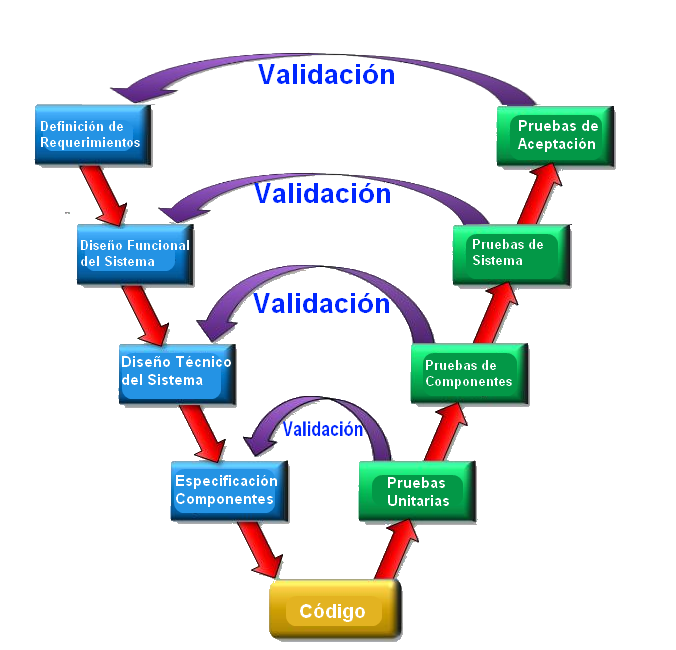 Validación
Definición de
Requerimientos
Pruebas de
Aceptación
Validación
Diseño Funcional
del Sistema
Pruebas de
Sistema
Validación
Diseño Técnico
del Sistema
Pruebas de
Componentes
Validación
Especificación
Componentes
Pruebas
Unitarias
Código